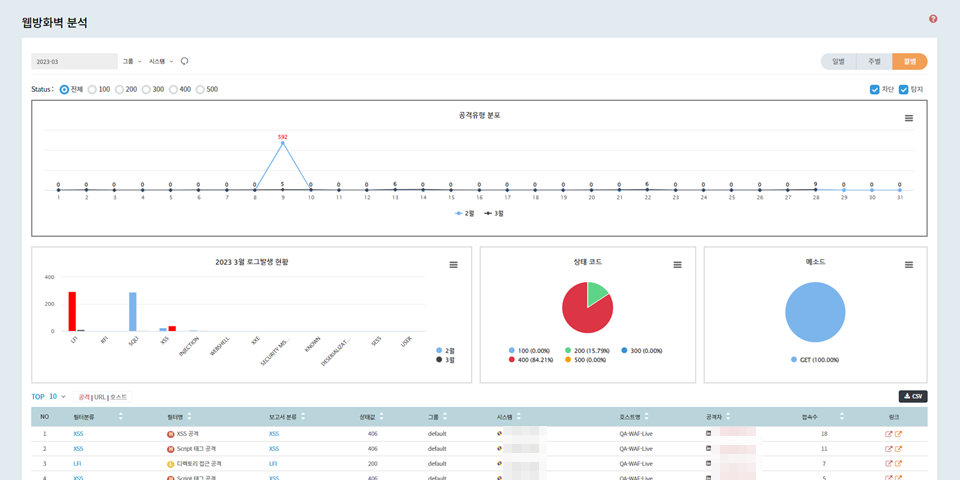 웹방화벽 분석
?
2023-03 그룹 시스템 일별 주별 월별
Status : 전체 100 200 300 400 500 차단 탐지
공격유형 분포
592
0 0 0 0 0 0 0 0 5 0 0 0 6 0 0 0 0 0 0 0 0 6 0 0 0 0 0 9 0 0 0
1 2 3 4 5 6 7 8 9 10 11 12 13 14 15 16 17 18 19 20 21 22 23 24 25 26 27 28 29 30 31
2월 3월
2023 3월 로그발생 현황
400
200
0
LFI RFI SQLI XSS INJECTION WEBSHELL XXE SECURITY MIS... KNOWN DESERIALIZAT... SESS USER
2월
3월
상태 코드
100 (0.00%) 200 (15.79%) 300 (0.00%)
400 (84.21%) 500 (0.00%)
메소드
GET (100.00%)
TOP 10 공격 | URL | 호스트 CSV
NO 필터분류 필터명 보고서 분류 상태값 그룹 시스템 호스트명 공격자 접속수 링크
1 XSS H XSS 공격 XSS 406 default QA-WAF-Live 18
2 XSS H Script 태그 공격 XSS 406 default QA-WAF-Live 11
3 LFI L 디렉토리 접근 공격 LFI 200 default QA-WAF-Live 7
4 XSS Script 태그 공격 XSS 406 default QA-WAF-Live 5